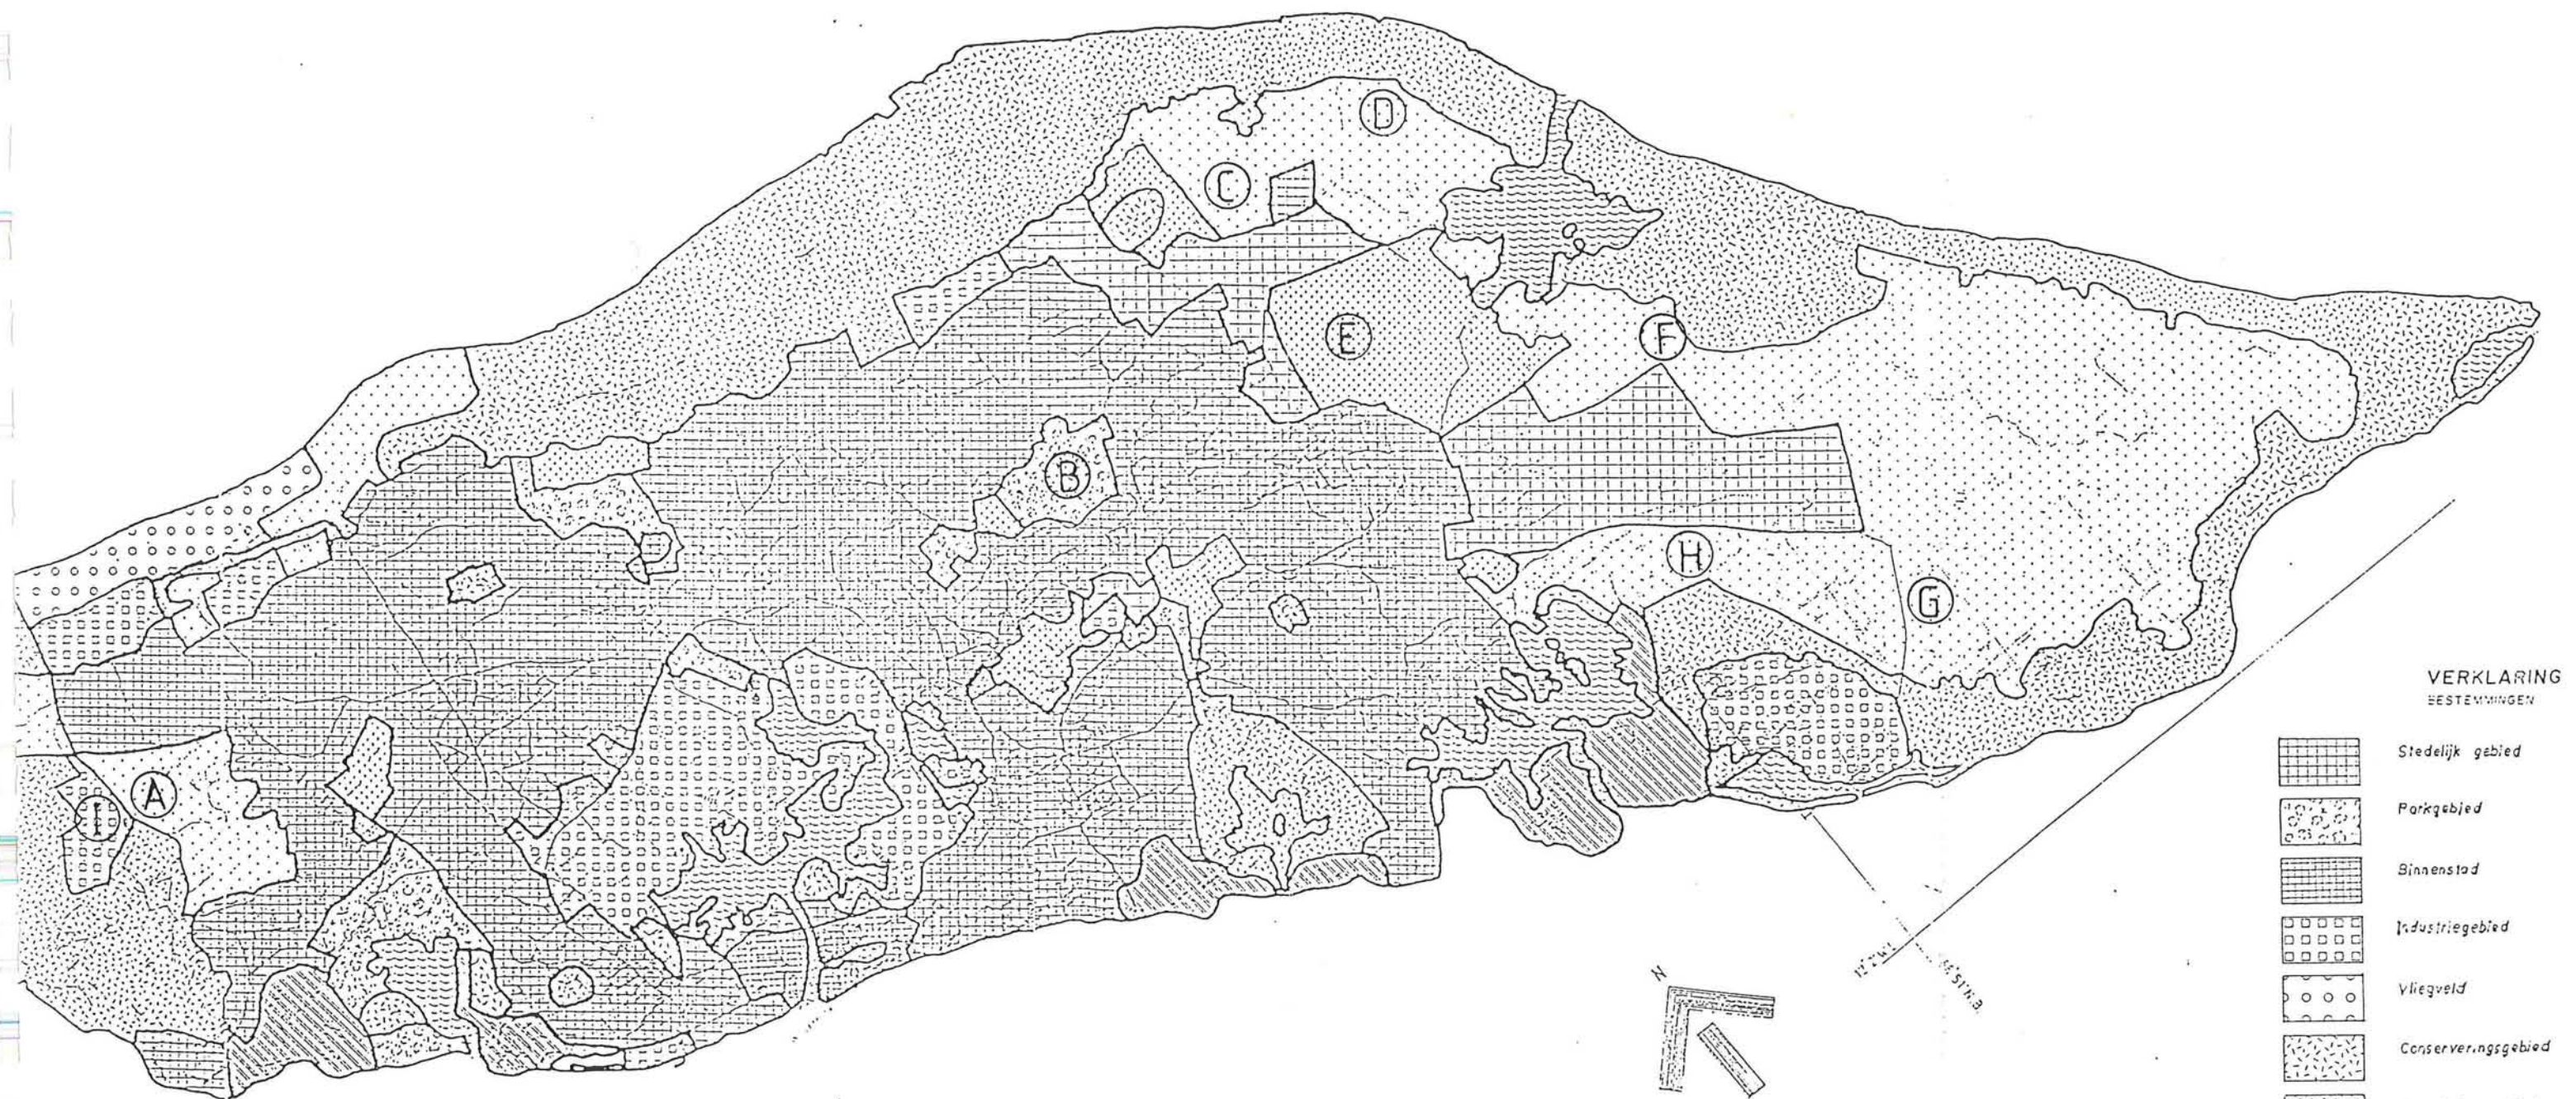 D
C
E
F
B
H
G
A
I
VERKLARING
BESTEMMINGEN
Stedelijk gebied
Parkgebied
Binnenstad
Industriegebied
Vliegveld
Conserveringsgebied
N